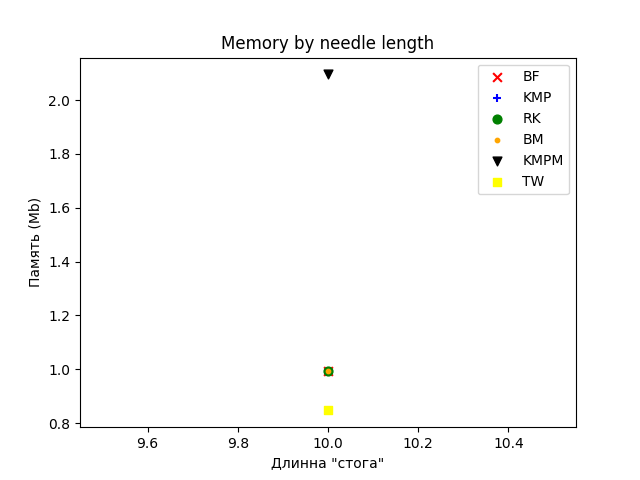 Memory by needle length
BF
KMP
RK
BM
KMPM
TW
Память (Mb)
2.0
1.8
1.6
1.4
1.2
1.0
0.8
9.6 9.8 10.0 10.2 10.4
Длинна "стога"